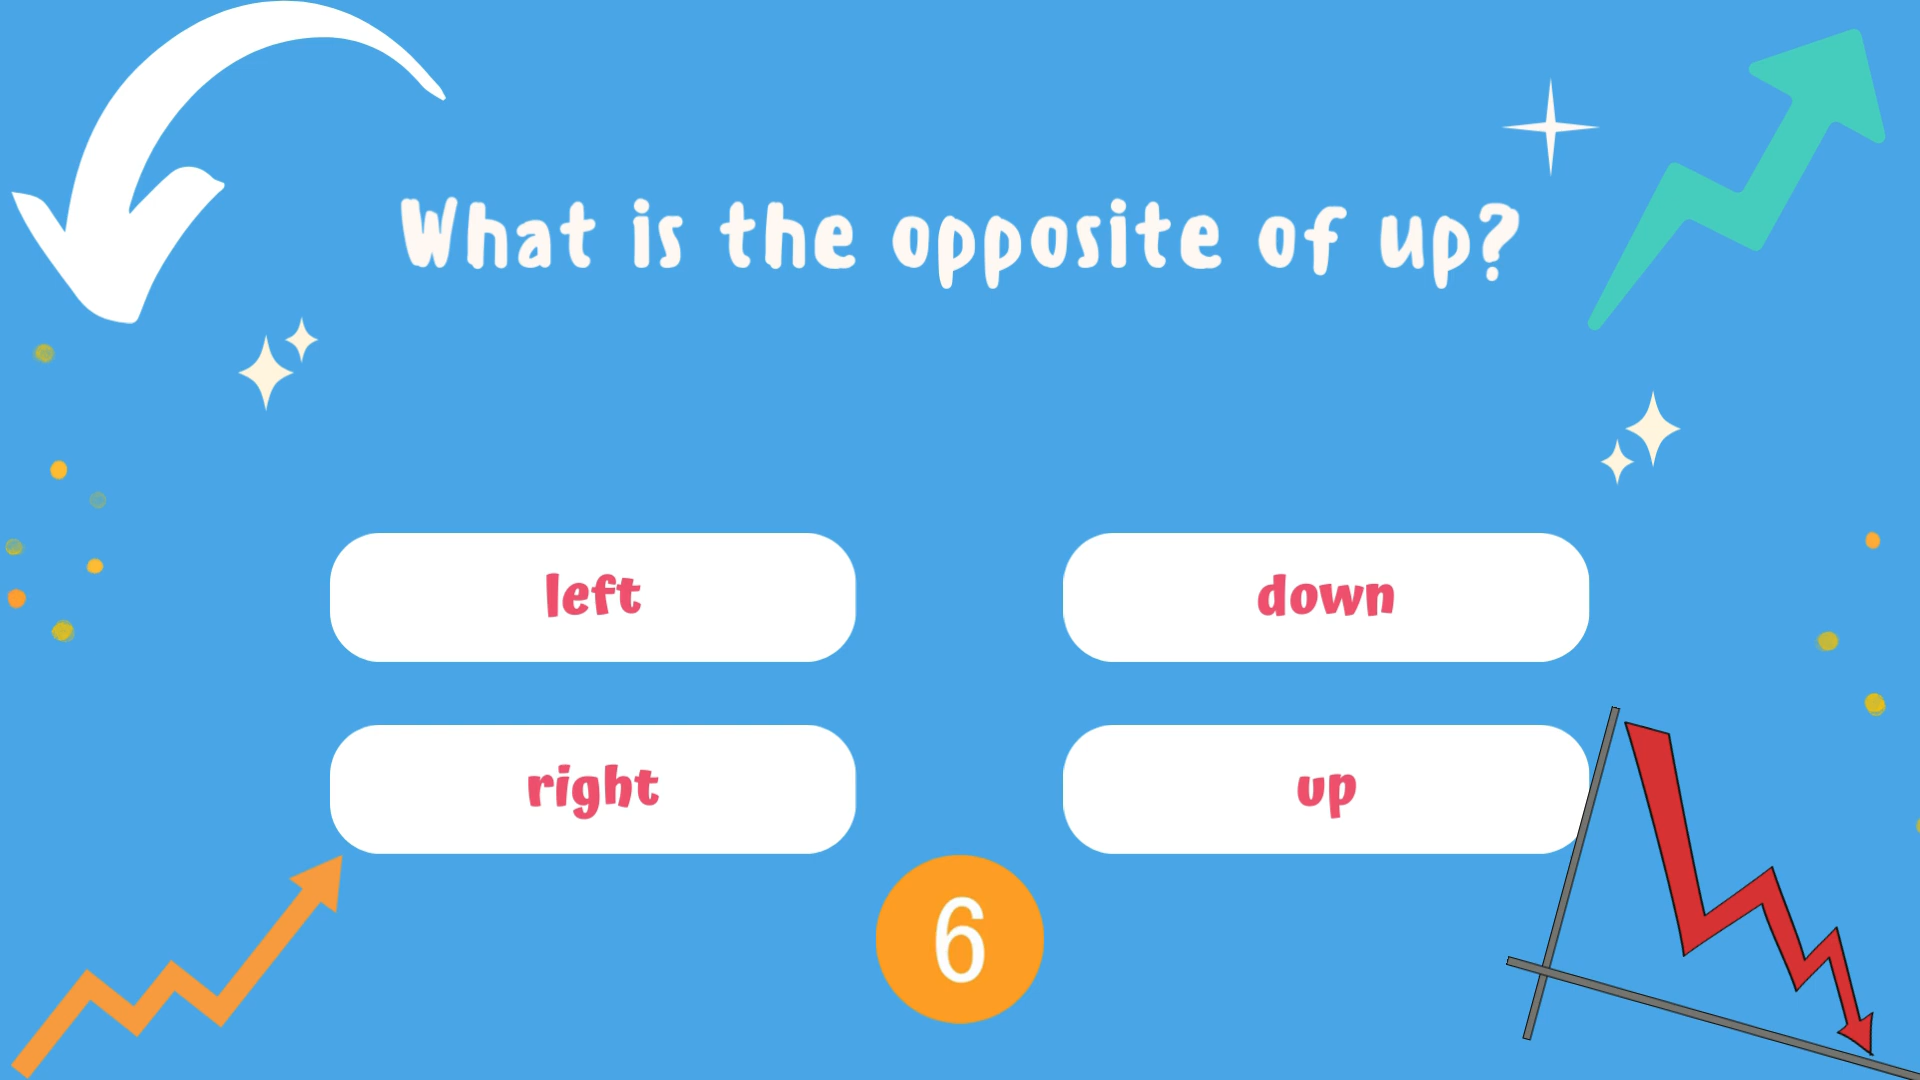 What is the opposite of up?
left
down
right
up
6